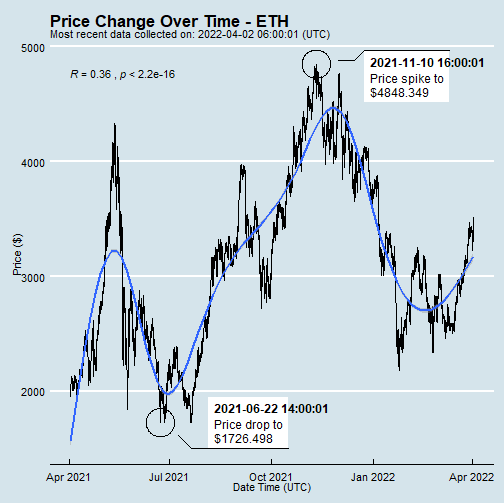 Price Change Over Time - ETH
Most recent data collected on: 2022-04-02 06:00:01 (UTC)
5000
2021-11-10 16:00:01
Price spike to
$4848.349
R = 0.36 , p < 2.2e-16
4000
Price ($)
3000
2000
2021-06-22 14:00:01
Price drop to
$1726.498
Apr 2021
Jul 2021
Oct 2021
Jan 2022
Apr 2022
Date Time (UTC)